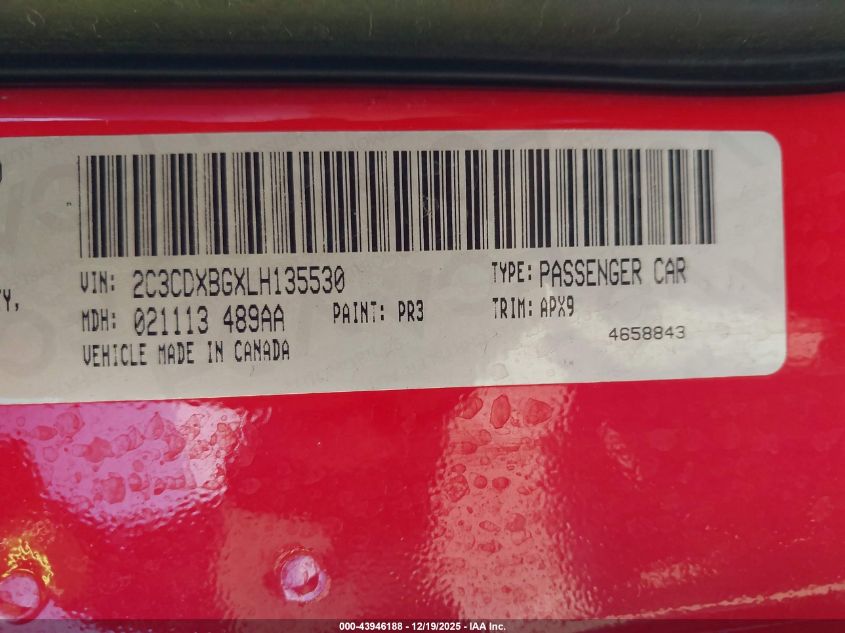 VIN: 2C3CDXBGXLH135530
TYPE: PASSENGER CAR
TY,
MDH: 021113 489AA
PAINT: PR3
TRIM: APX9
VEHICLE MADE IN CANADA
4658843
000-43946188 - 12/19/2025 - IAA Inc.